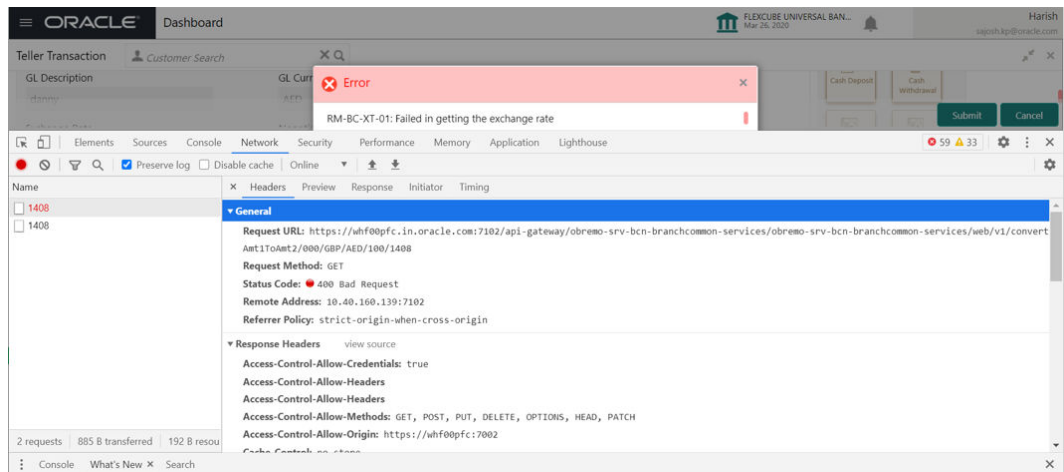 ORACLE Dashboard FLEXCUBE UNIVERSAL BAN... Harish
Mar 26, 2020 sajosh.kp@oracle.com
Teller Transaction Customer Search
GL Description GL Curr Error Cash Deposit Cash Withdrawal
danny AED
RM-BC-XT-01: Failed in getting the exchange rate Submit Cancel
Elements Sources Console Network Security Performance Memory Application Lighthouse 59 33
Preserve log Disable cache Online
Name Headers Preview Response Initiator Timing
1408 General
1408 Request URL: https://whf00pfc.in.oracle.com:7102/api-gateway/obremo-srv-bcn-branchcommon-services/obremo-srv-bcn-branchcommon-services/web/v1/convert
Amt1ToAmt2/000/GBP/AED/100/1408
Request Method: GET
Status Code: 400 Bad Request
Remote Address: 10.40.160.139:7102
Referrer Policy: strict-origin-when-cross-origin
Response Headers view source
Access-Control-Allow-Credentials: true
Access-Control-Allow-Headers
Access-Control-Allow-Headers
Access-Control-Allow-Methods: GET, POST, PUT, DELETE, OPTIONS, HEAD, PATCH
2 requests 885 B transferred 192 B resou Access-Control-Allow-Origin: https://whf00pfc:7002
Cache-Control: no-store
Console What's New Search